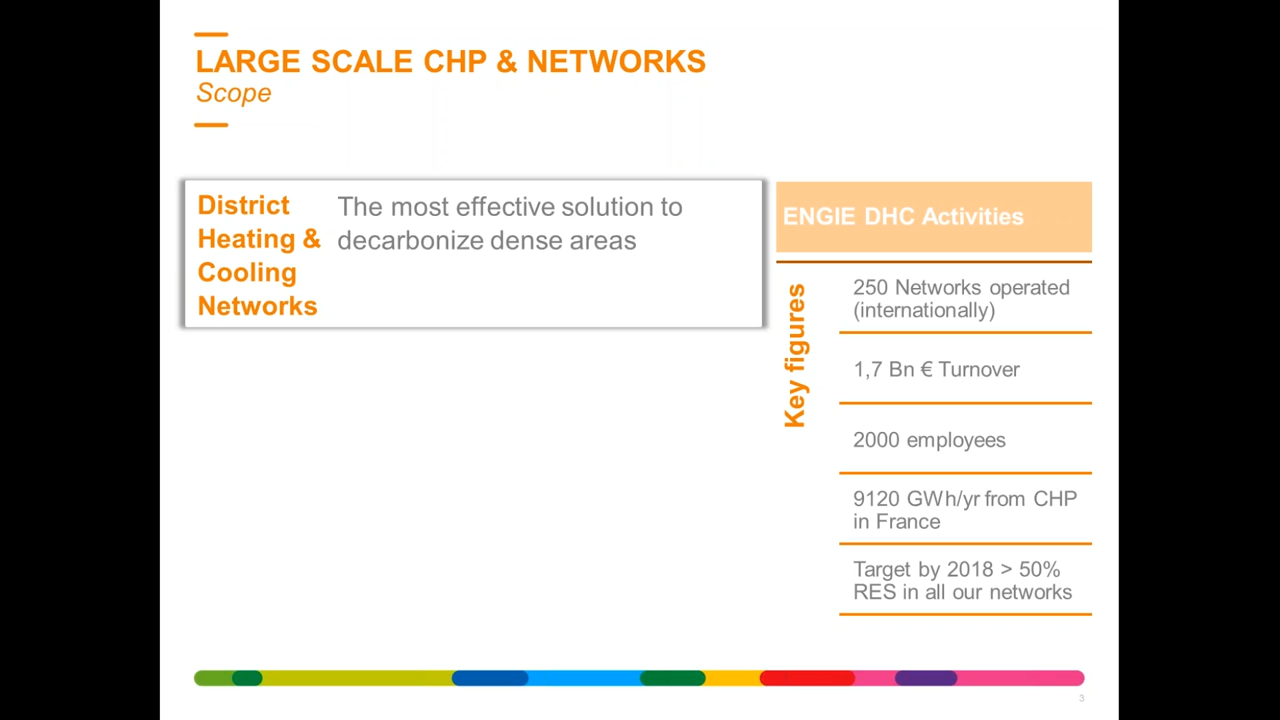 LARGE SCALE CHP & NETWORKS
Scope
District
Heating &
Cooling
Networks
The most effective solution to
decarbonize dense areas
ENGIE DHC Activities
Key figures
250 Networks operated
(internationally)
1,7 Bn € Turnover
2000 employees
9120 GWh/yr from CHP
in France
Target by 2018 > 50%
RES in all our networks
3